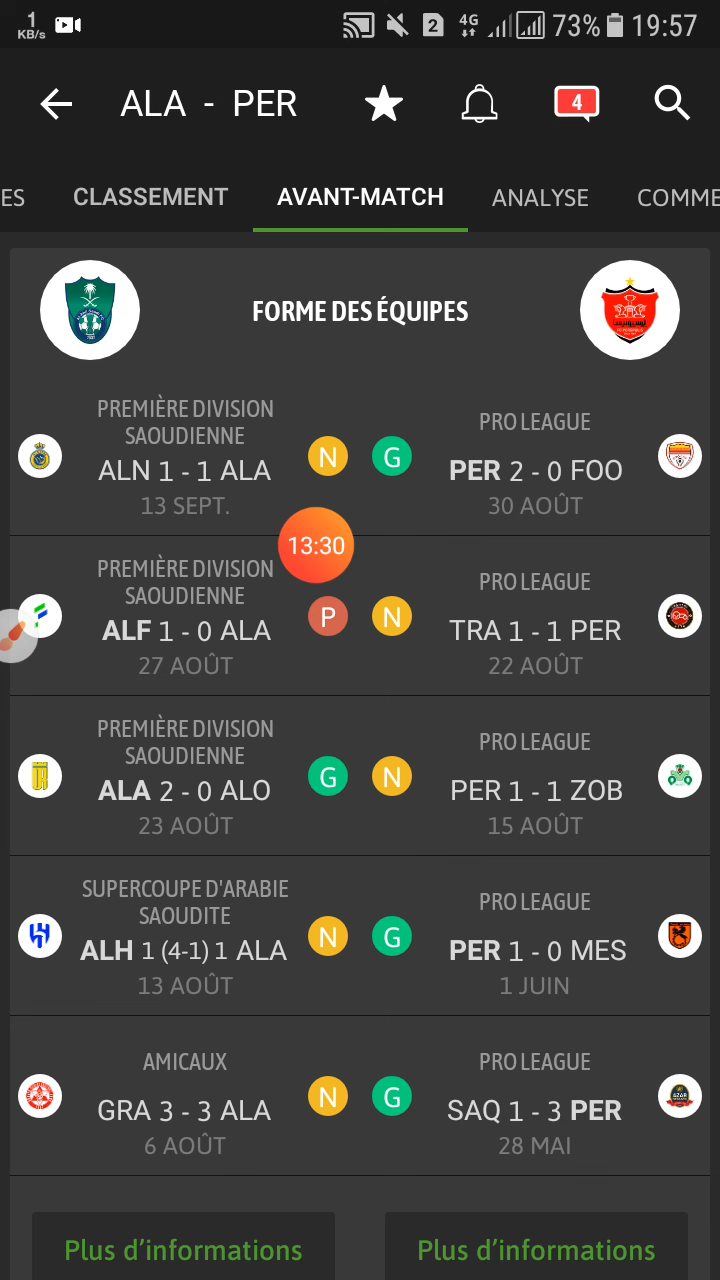 1
KB/s
2
4G
73%
19:57
ALA - PER
4
ES
CLASSEMENT
AVANT-MATCH
ANALYSE
COMME
FORME DES ÉQUIPES
PREMIÈRE DIVISION
SAOUDIENNE
ALN 1 - 1 ALA
13 SEPT.
N
G
PRO LEAGUE
PER 2 - 0 FOO
30 AOÛT
13:30
PREMIÈRE DIVISION
SAOUDIENNE
ALF 1 - 0 ALA
27 AOÛT
P
N
PRO LEAGUE
TRA 1 - 1 PER
22 AOÛT
PREMIÈRE DIVISION
SAOUDIENNE
ALA 2 - 0 ALO
23 AOÛT
G
N
PRO LEAGUE
PER 1 - 1 ZOB
15 AOÛT
SUPERCOUPE D'ARABIE
SAOUDITE
ALH 1 (4-1) 1 ALA
13 AOÛT
N
G
PRO LEAGUE
PER 1 - 0 MES
1 JUIN
AMICAUX
GRA 3 - 3 ALA
6 AOÛT
N
G
PRO LEAGUE
SAQ 1 - 3 PER
28 MAI
Plus d’informations
Plus d’informations